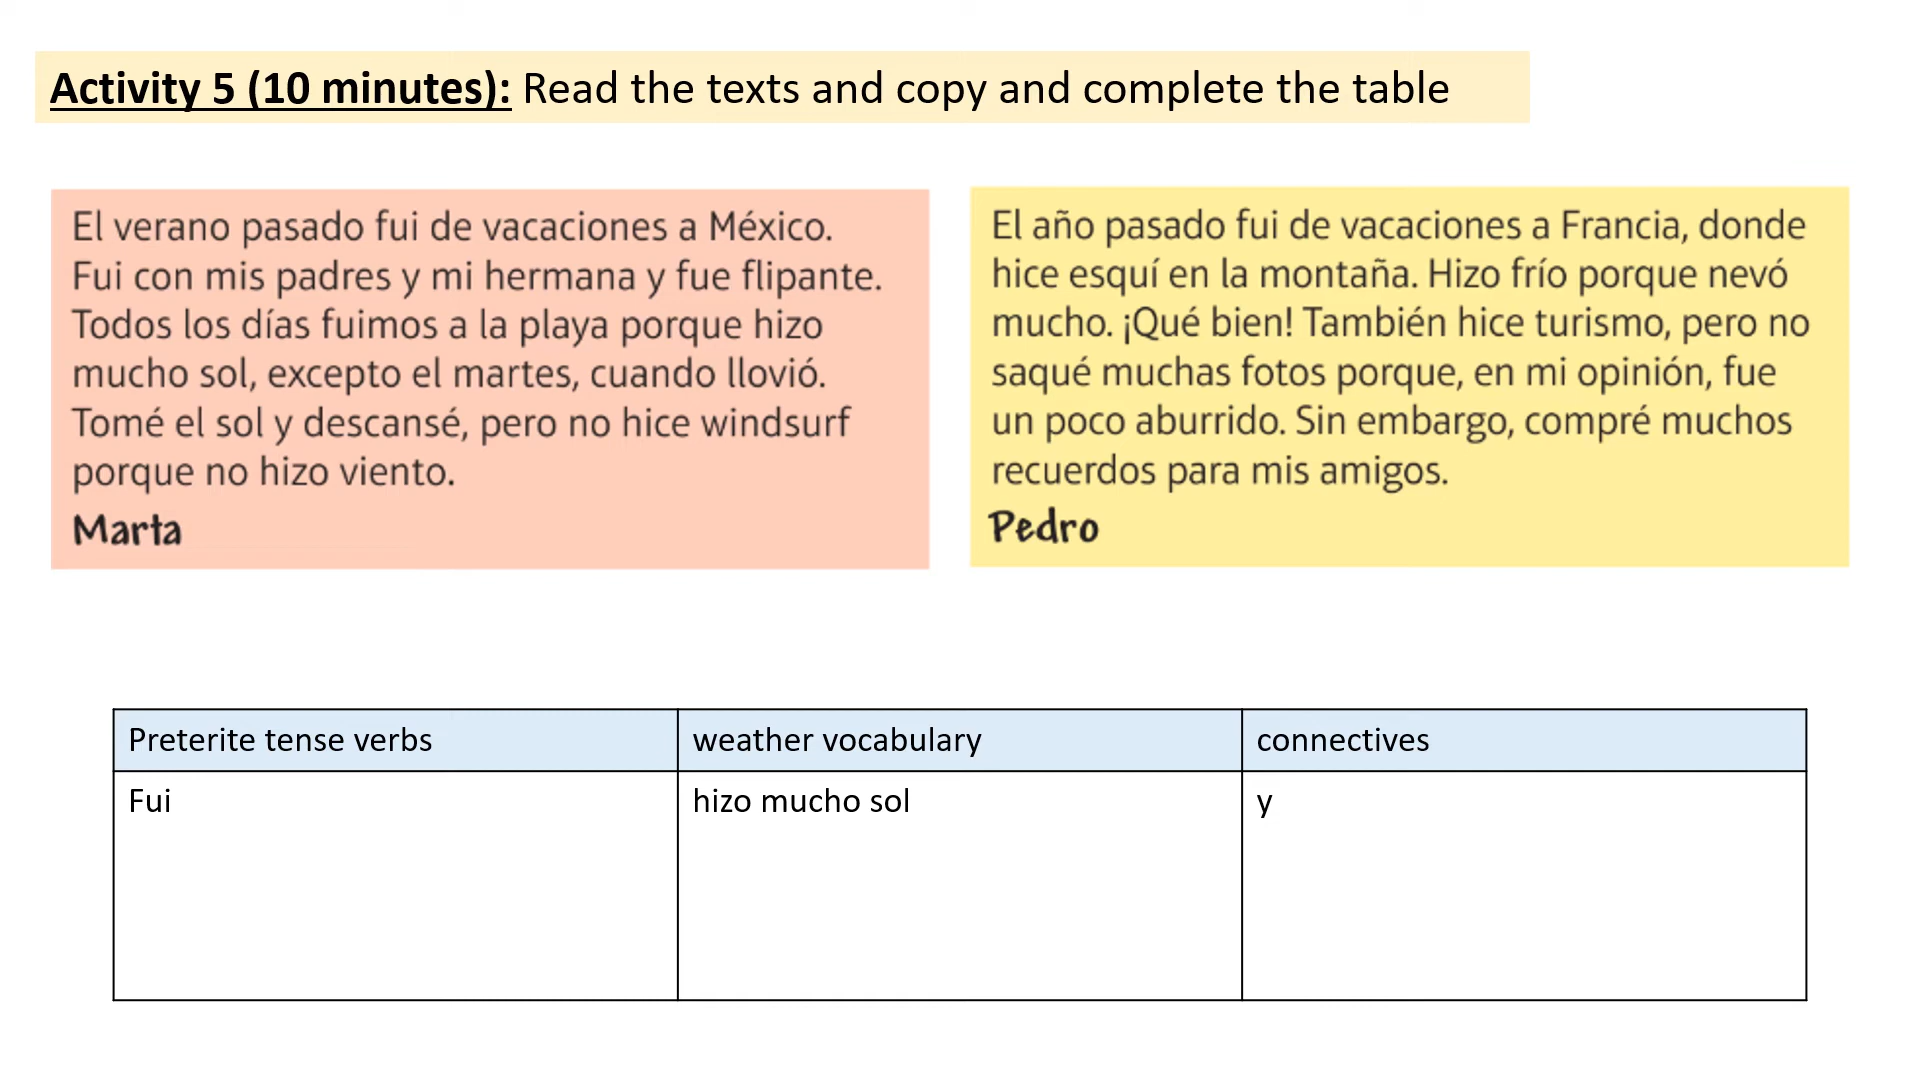 Activity 5 (10 minutes): Read the texts and copy and complete the table
El verano pasado fui de vacaciones a México.
Fui con mis padres y mi hermana y fue flipante.
Todos los días fuimos a la playa porque hizo
mucho sol, excepto el martes, cuando llovió.
Tomé el sol y descansé, pero no hice windsurf
porque no hizo viento.
Marta
El año pasado fui de vacaciones a Francia, donde
hice esquí en la montaña. Hizo frío porque nevó
mucho. ¡Qué bien! También hice turismo, pero no
saqué muchas fotos porque, en mi opinión, fue
un poco aburrido. Sin embargo, compré muchos
recuerdos para mis amigos.
Pedro
Preterite tense verbs
weather vocabulary
connectives
Fui
hizo mucho sol
y